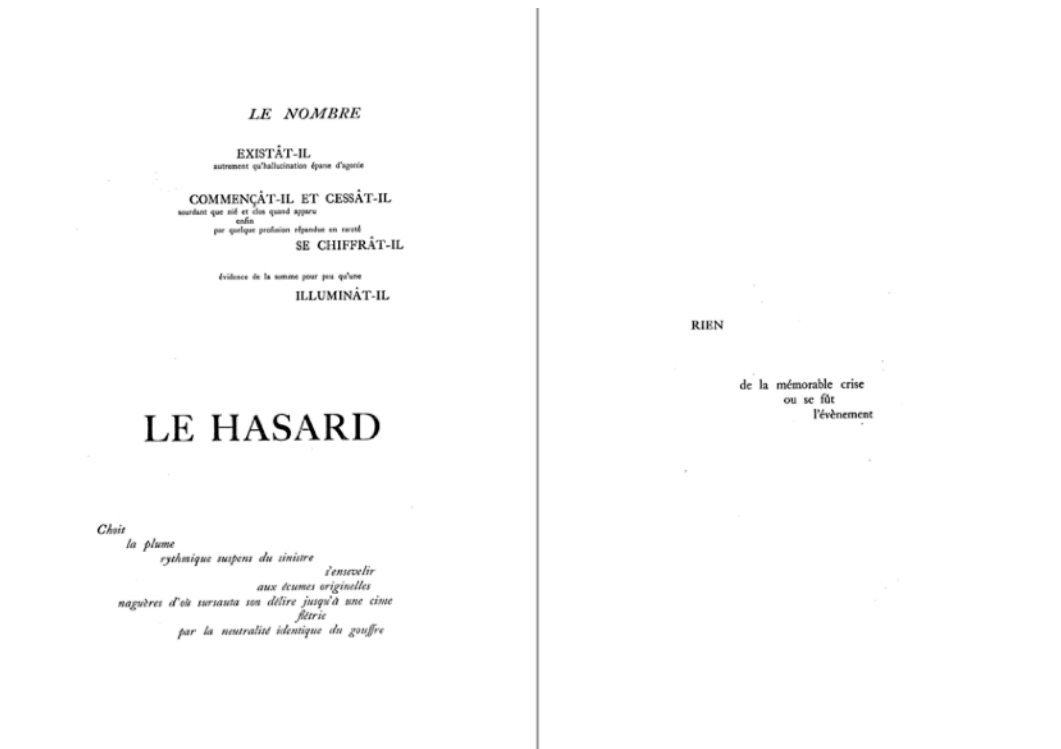 LE NOMBRE
EXISTÂT-IL
autrement qu'hallucination éparse d'agonie
COMMENÇÂT-IL ET CESSÂT-IL
sourdant que nié et clos quand apparu
enfin
par quelque profusion répandue en rareté
SE CHIFFRÂT-IL
évidence de la somme pour peu qu'une
ILLUMINÂT-IL
LE HASARD
Choit
la plume
rythmique suspens du sinistre
s'ensevelir
aux écumes originelles
naguères d'où sursauta son délire jusqu'à une cime
flétrie
par la neutralité identique du gouffre
RIEN
de la mémorable crise
ou se fût
l'évènement